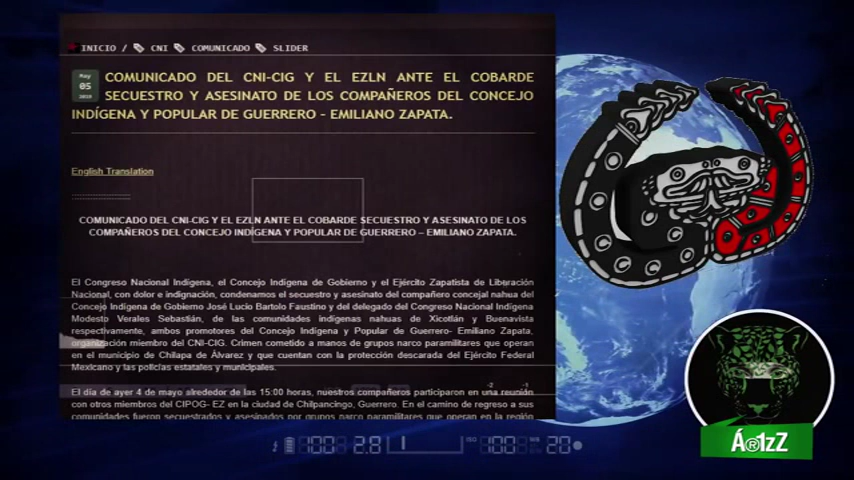 INICIO / CNI COMUNICADO SLIDER
May
05
2019
COMUNICADO DEL CNI-CIG Y EL EZLN ANTE EL COBARDE
SECUESTRO Y ASESINATO DE LOS COMPAÑEROS DEL CONCEJO
INDÍGENA Y POPULAR DE GUERRERO - EMILIANO ZAPATA.
English Translation
COMUNICADO DEL CNI-CIG Y EL EZLN ANTE EL COBARDE SECUESTRO Y ASESINATO DE LOS
COMPAÑEROS DEL CONCEJO INDÍGENA Y POPULAR DE GUERRERO – EMILIANO ZAPATA.
El Congreso Nacional Indígena, el Concejo Indígena de Gobierno y el Ejército Zapatista de Liberación
Nacional, con dolor e indignación, condenamos el secuestro y asesinato del compañero concejal nahua del
Concejo Indígena de Gobierno José Lucio Bartolo Faustino y del delegado del Congreso Nacional Indígena
Modesto Verales Sebastián, de las comunidades indígenas nahuas de Xicotlán y Buenavista
respectivamente, ambos promotores del Concejo Indígena y Popular de Guerrero- Emiliano Zapata,
organización miembro del CNI-CIG. Crimen cometido a manos de grupos narco paramilitares que operan
en el municipio de Chilapa de Álvarez y que cuentan con la protección descarada del Ejército Federal
Mexicano y las policías estatales y municipales.
El día de ayer 4 de mayo alrededor de las 15:00 horas, nuestros compañeros participaron en una reunión
con otros miembros del CIPOG- EZ en la ciudad de Chilpancingo, Guerrero. En el camino de regreso a sus
comunidades fueron secuestrados y asesinados por grupos narco paramilitares que operan en la región
-2 -1
100 2.8 ISO 100 20
Á®1zZ